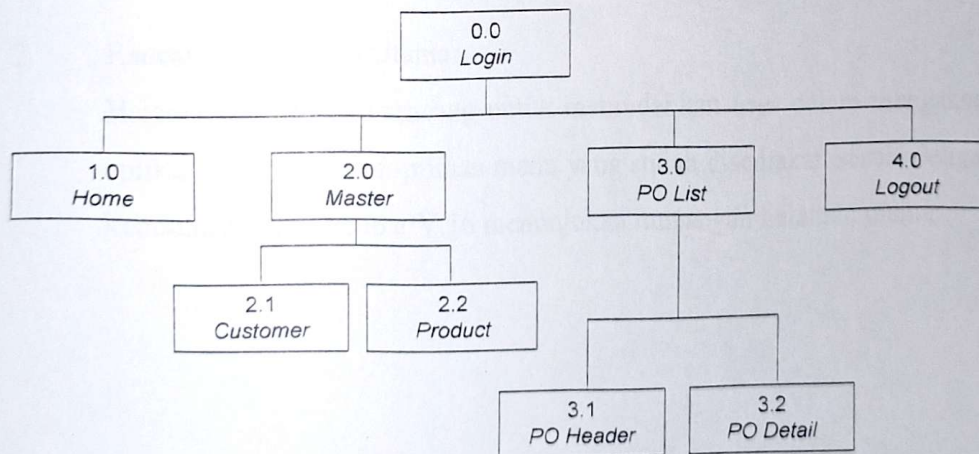 0.0
Login
1.0
Home
2.0
Master
3.0
PO List
4.0
Logout
2.1
Customer
2.2
Product
3.1
PO Header
3.2
PO Detail